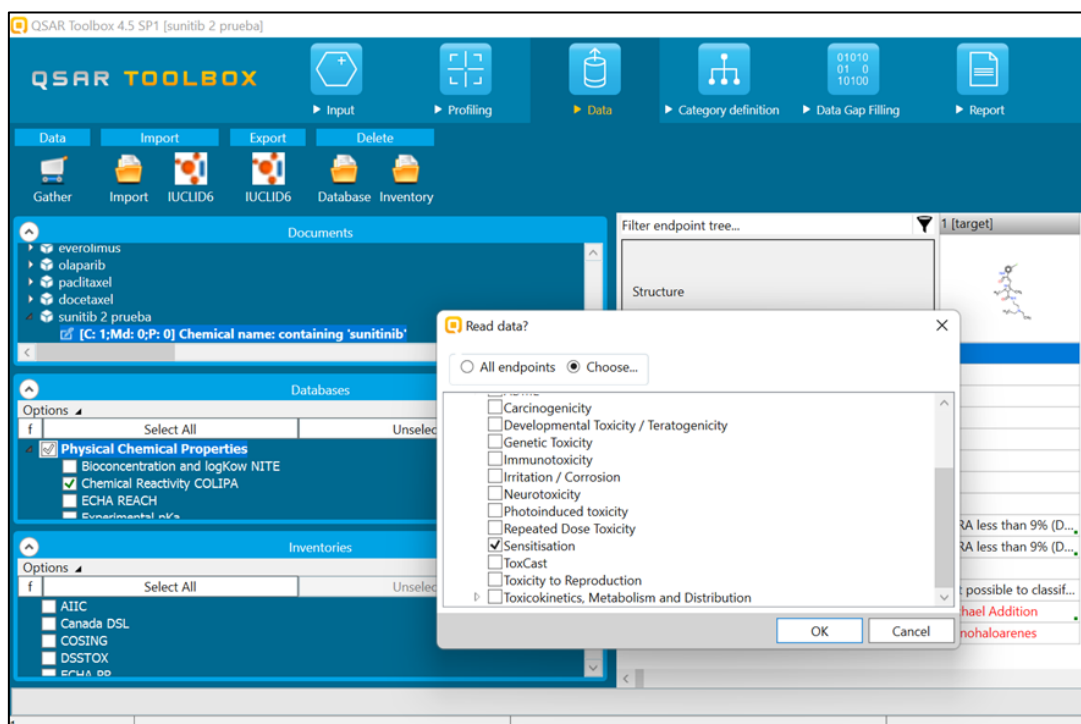 QSAR Toolbox 4.5 SP1 [sunitib 2 prueba]
QSAR TOOLBOX
01010
01 0
10100
Input
Profiling
Data
Category definition
Data Gap Filling
Report
Data
Import
Export
Delete
Gather
Import
IUCLID6
IUCLID6
Database
Inventory
Documents
everolimus
olaparib
paclitaxel
docetaxel
sunitib 2 prueba
[C: 1;Md: 0;P: 0] Chemical name: containing 'sunitinib'
Databases
Options
f Select All Unselec
Physical Chemical Properties
Bioconcentration and logKow NITE
Chemical Reactivity COLIPA
ECHA REACH
Experimental pKa
Inventories
Options
f Select All Unselec
AIIC
Canada DSL
COSING
DSSTOX
ECHA PR
Filter endpoint tree...
1 [target]
Structure
Read data?
All endpoints Choose...
Carcinogenicity
Developmental Toxicity / Teratogenicity
Genetic Toxicity
Immunotoxicity
Irritation / Corrosion
Neurotoxicity
Photoinduced toxicity
Repeated Dose Toxicity
Sensitisation
ToxCast
Toxicity to Reproduction
Toxicokinetics, Metabolism and Distribution
OK Cancel
RA less than 9% (D...
RA less than 9% (D...
t possible to classif...
hael Addition
nohaloarenes